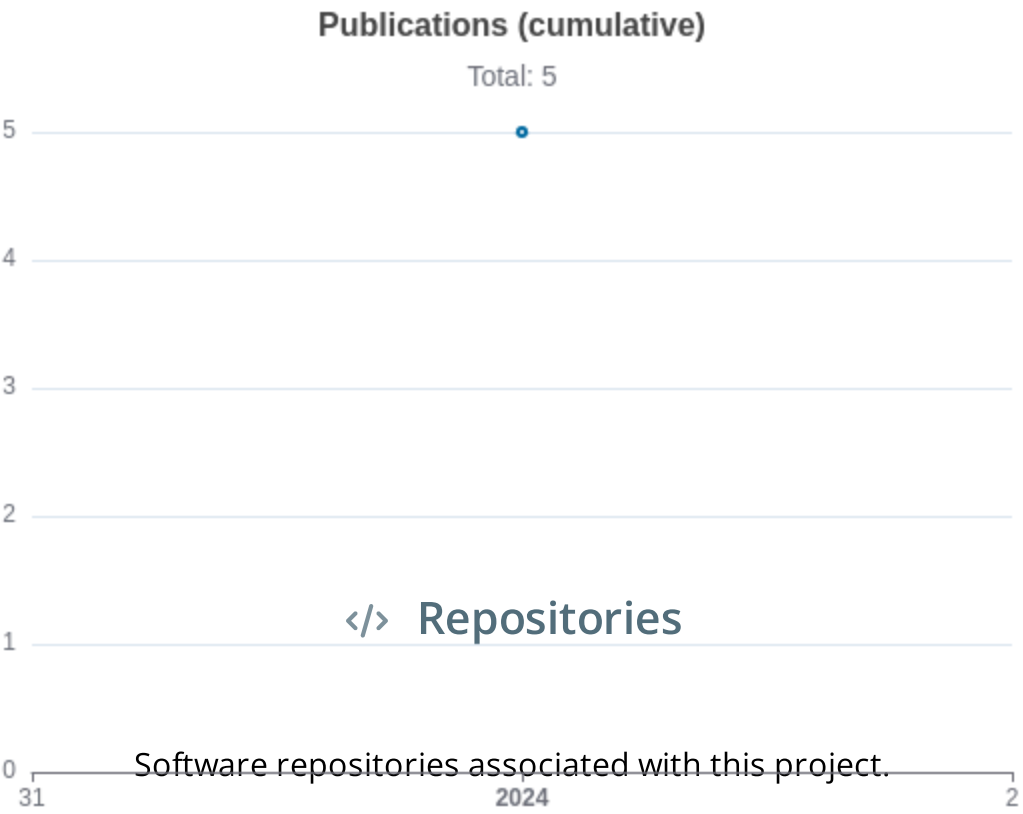 Publications (cumulative)
Total: 5
5
4
3
2
</> Repositories
1
Software repositories associated with this project.
0
31 2024 2